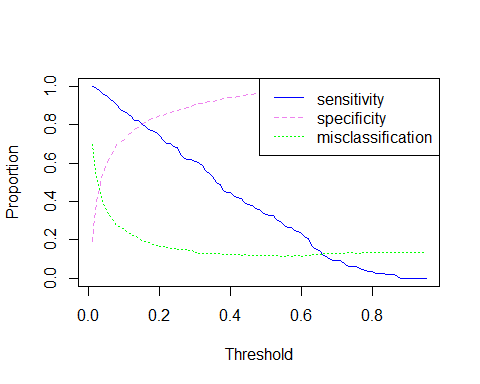 sensitivity
specificity
misclassification
Proportion
0.0 0.2 0.4 0.6 0.8 1.0
0.0 0.2 0.4 0.6 0.8
Threshold